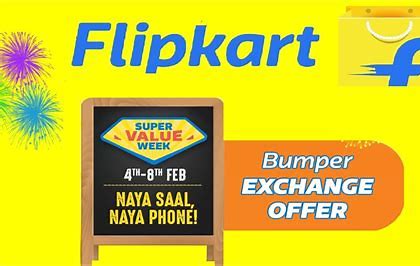 Flipkart
SUPER
VALUE
WEEK
4TH-8TH FEB
NAYA SAAL,
NAYA PHONE!
Bumper
EXCHANGE
OFFER
f